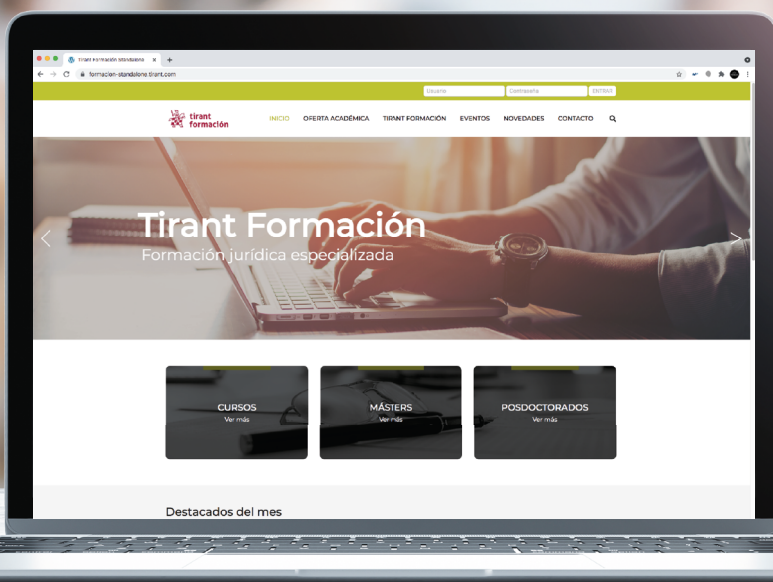 Tirant Formación Standalone
formacion-standalone.tirant.com
Usuario Contraseña ENTRAR
tirant
formación
INICIO OFERTA ACADÉMICA TIRANT FORMACIÓN EVENTOS NOVEDADES CONTACTO
Tirant Formación
Formación jurídica especializada
CURSOS MÁSTERS POSDOCTORADOS
Ver más Ver más Ver más
Destacados del mes